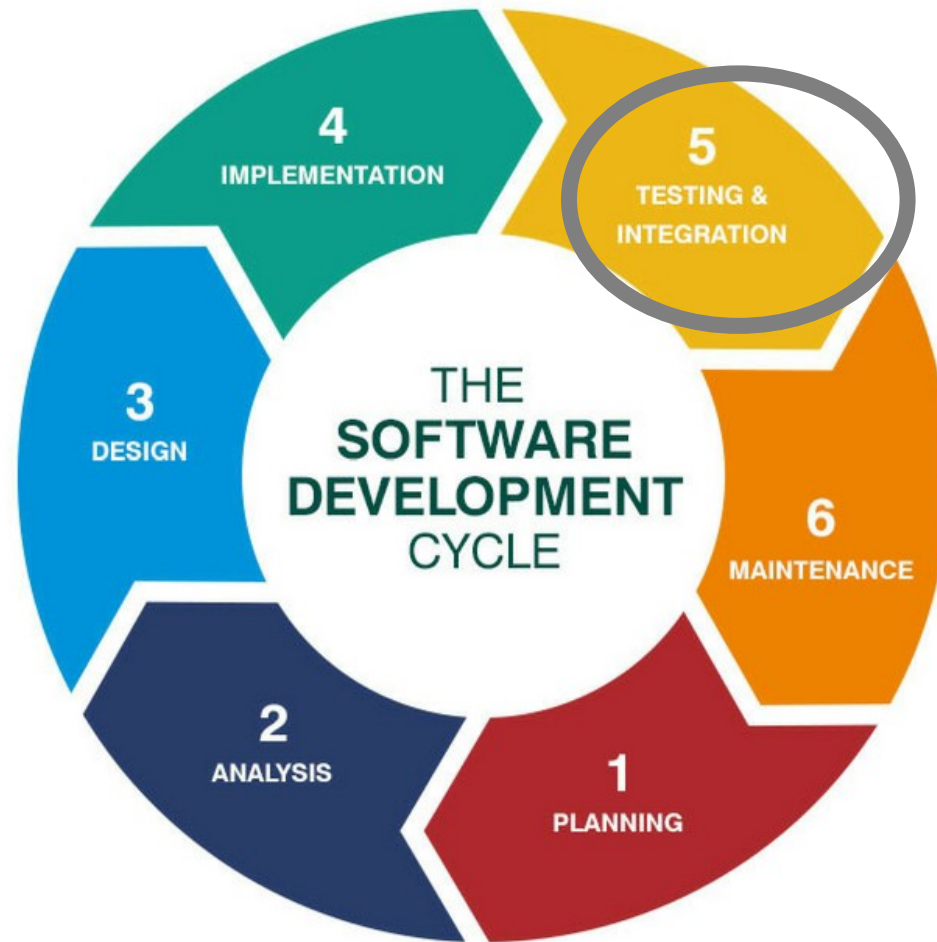 THE
SOFTWARE
DEVELOPMENT
CYCLE
1
PLANNING
2
ANALYSIS
3
DESIGN
4
IMPLEMENTATION
5
TESTING &
INTEGRATION
6
MAINTENANCE